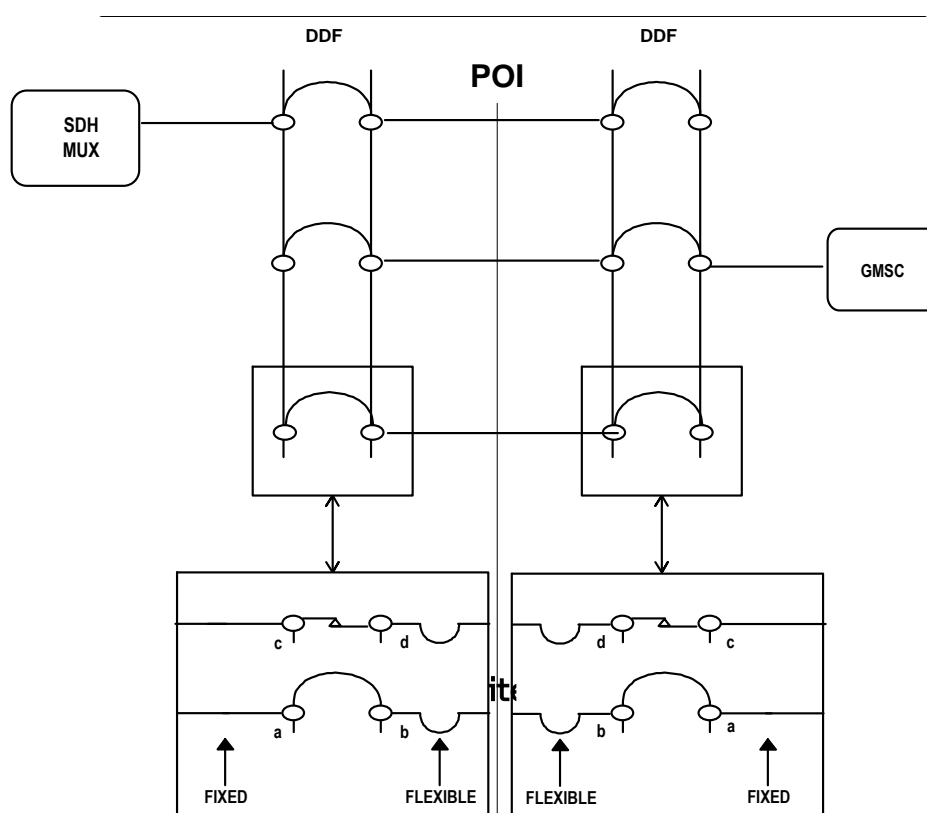 DDF DDF
POI
SDH
MUX
GMSC
c d d c
a b b a
FIXED FLEXIBLE FLEXIBLE FIXED